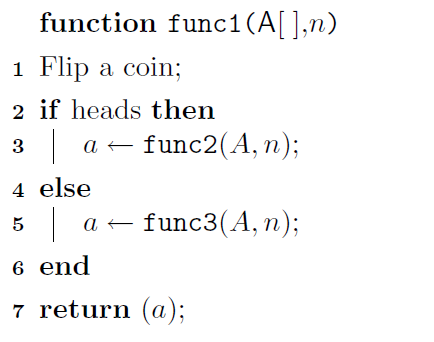 function func1(A[],n)
1 Flip a coin;
2 if heads then
3 a ← func2(A, n);
4 else
5 a ← func3(A, n);
6 end
7 return (a);